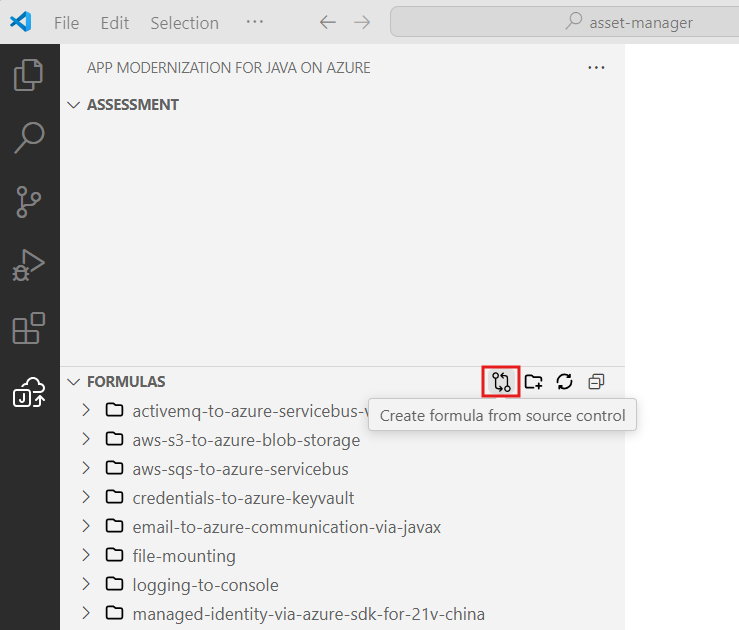 File Edit Selection ··· asset-manager
APP MODERNIZATION FOR JAVA ON AZURE ···
ASSESSMENT
FORMULAS
activemq-to-azure-servicebus-
Create formula from source control
aws-s3-to-azure-blob-storage
aws-sqs-to-azure-servicebus
credentials-to-azure-keyvault
email-to-azure-communication-via-javax
file-mounting
logging-to-console
managed-identity-via-azure-sdk-for-21v-china